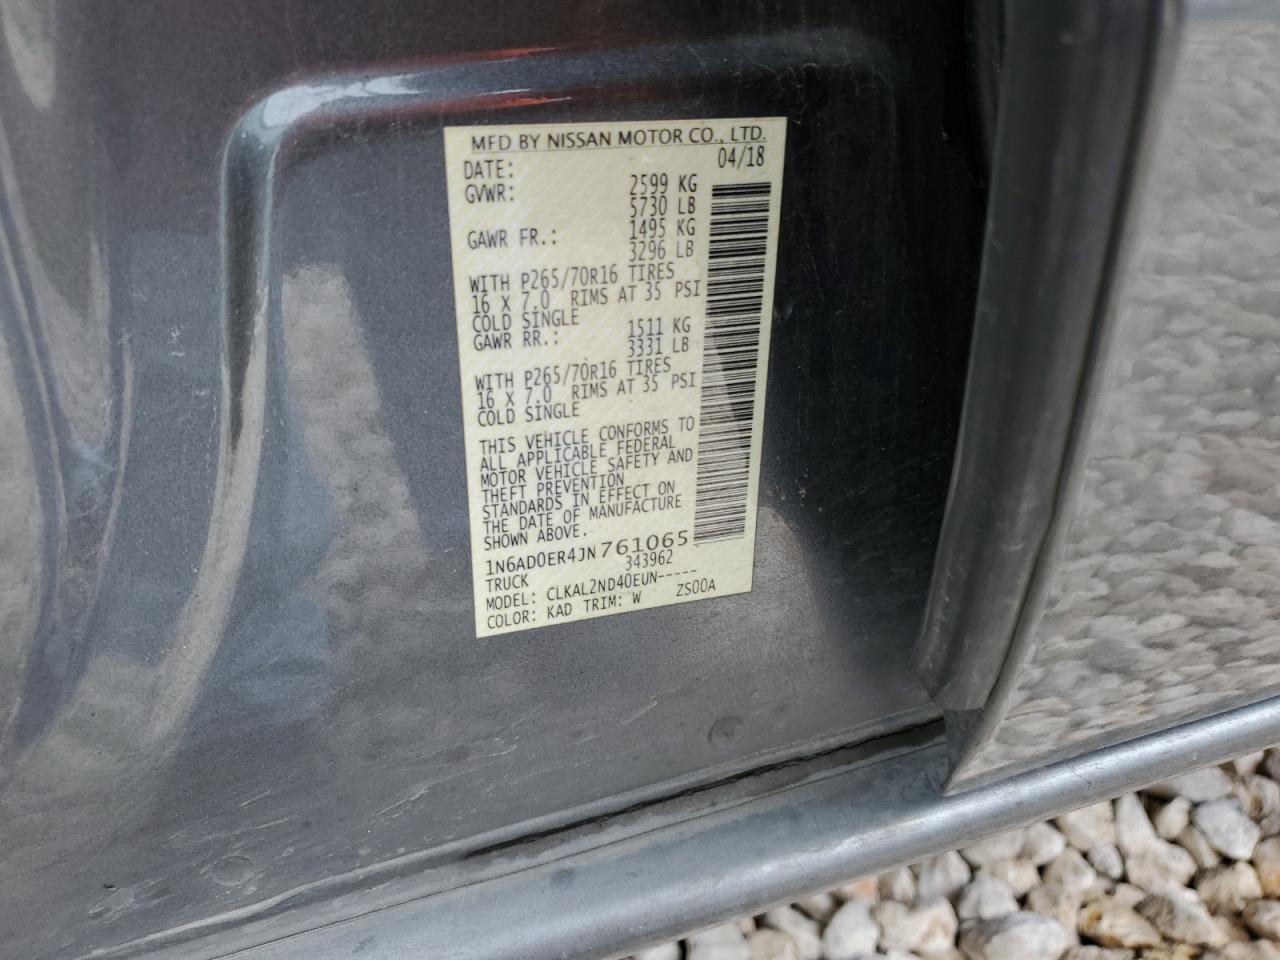 MFD BY NISSAN MOTOR CO., LTD.
DATE: 04/18
GVWR: 2599 KG
5730 LB
GAWR FR.: 1495 KG
3296 LB
WITH P265/70R16 TIRES
16 X 7.0 RIMS AT 35 PSI
COLD SINGLE
GAWR RR.: 1511 KG
3331 LB
WITH P265/70R16 TIRES
16 X 7.0 RIMS AT 35 PSI
COLD SINGLE
THIS VEHICLE CONFORMS TO
ALL APPLICABLE FEDERAL
MOTOR VEHICLE SAFETY AND
THEFT PREVENTION
STANDARDS IN EFFECT ON
THE DATE OF MANUFACTURE
SHOWN ABOVE.
1N6AD0ER4JN761065
TRUCK 343962
MODEL: CLKAL2ND40EUN-----
COLOR: KAD TRIM: W ZS00A